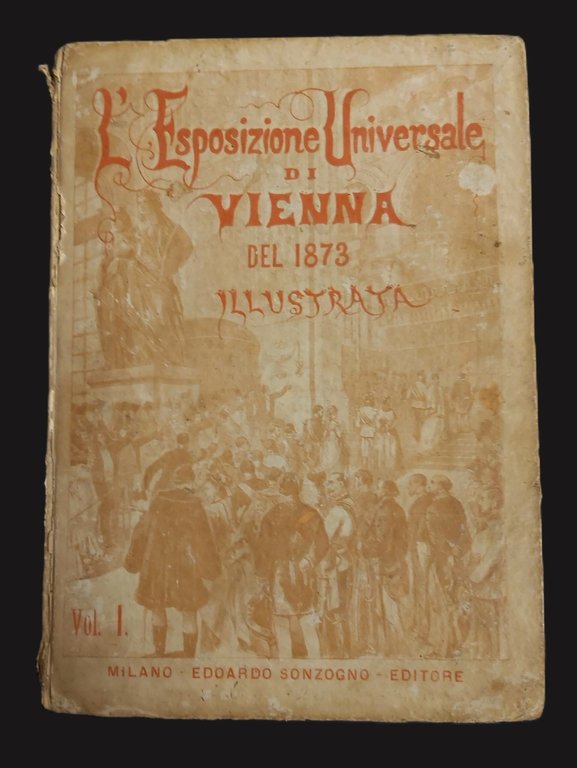 L'Esposizione Universale
DI
VIENNA
DEL 1873
ILLUSTRATA
Vol. I.
MILANO - EDOARDO SONZOGNO - EDITORE